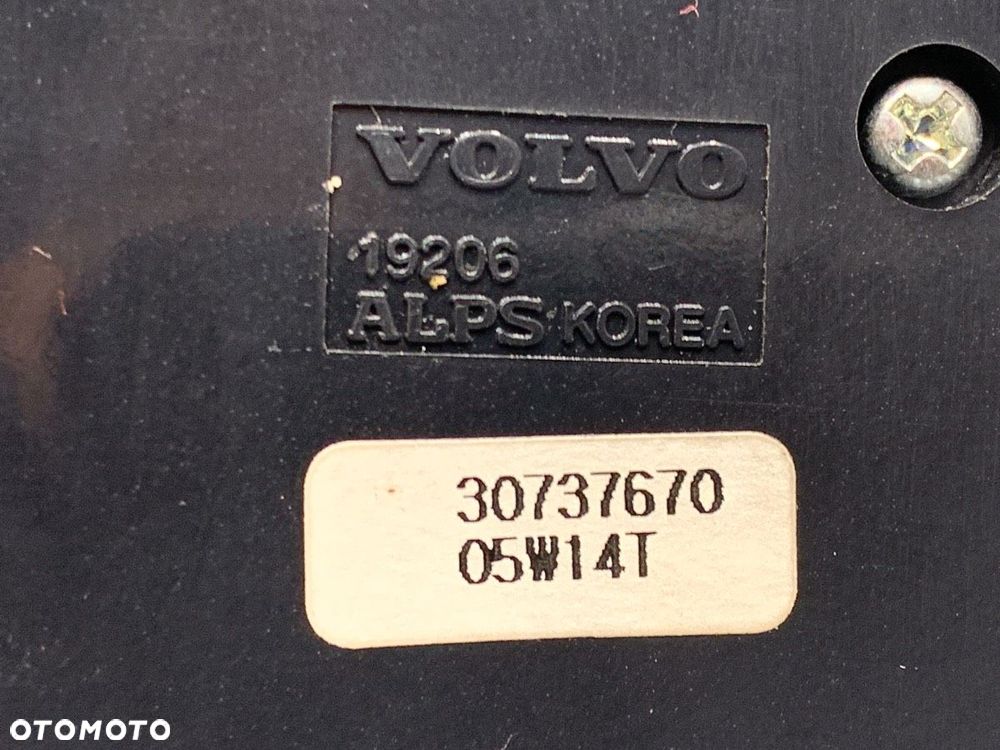 VOLVO
19206
ALPS KOREA
30737670
05W14T
OTOMOTO